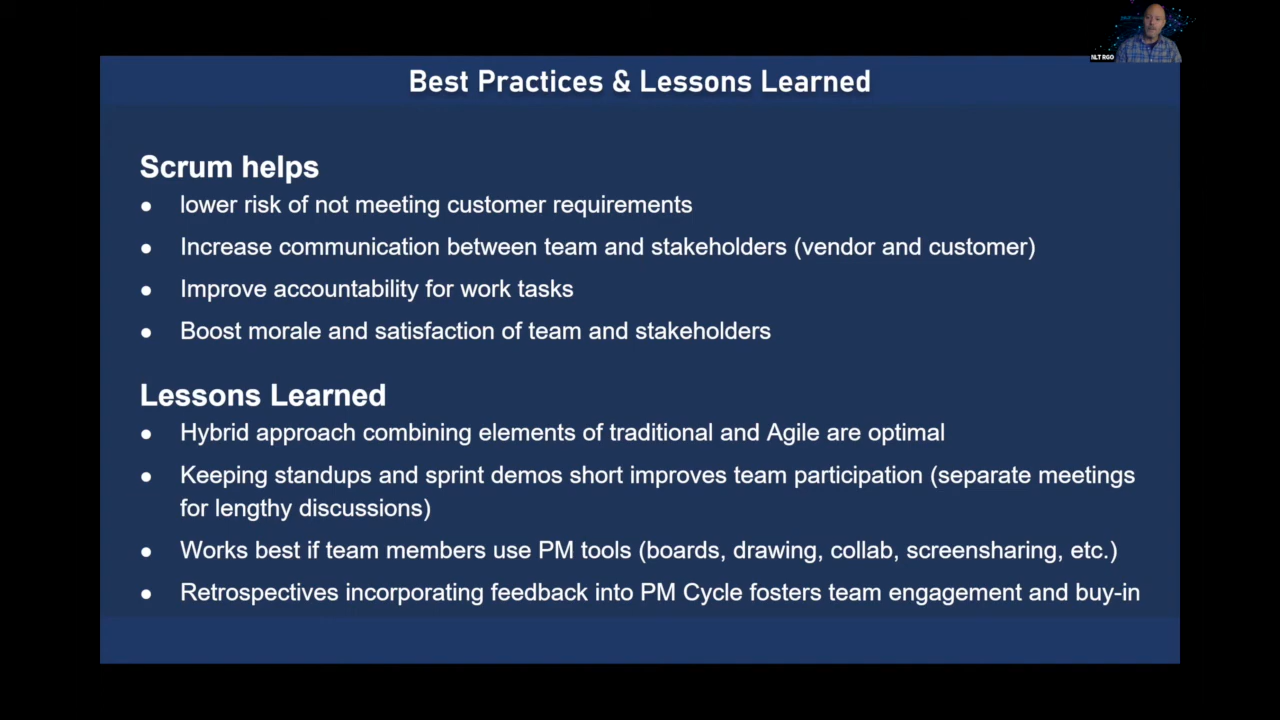 NLT RGO
Best Practices & Lessons Learned
Scrum helps
● lower risk of not meeting customer requirements
● Increase communication between team and stakeholders (vendor and customer)
● Improve accountability for work tasks
● Boost morale and satisfaction of team and stakeholders
Lessons Learned
● Hybrid approach combining elements of traditional and Agile are optimal
● Keeping standups and sprint demos short improves team participation (separate meetings
for lengthy discussions)
● Works best if team members use PM tools (boards, drawing, collab, screensharing, etc.)
● Retrospectives incorporating feedback into PM Cycle fosters team engagement and buy-in